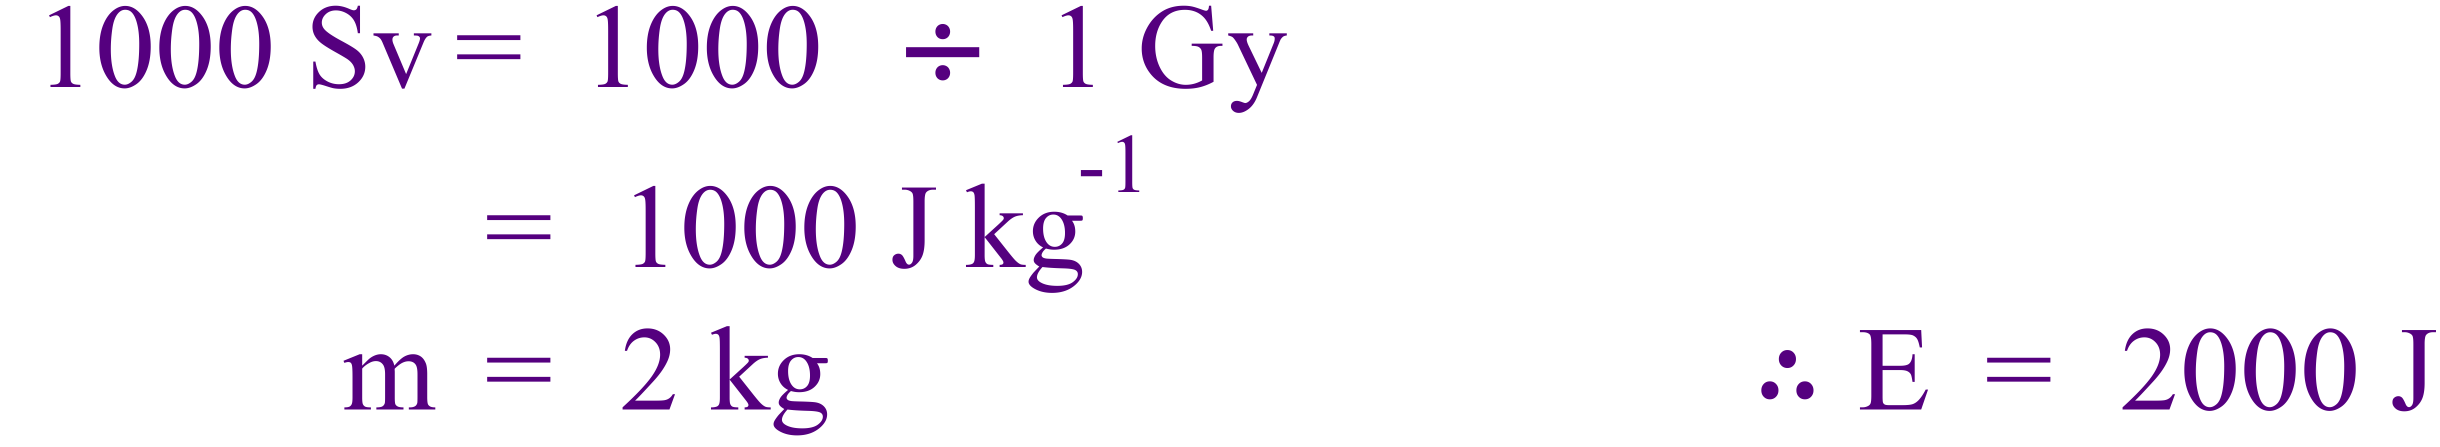 1000 Sv = 1000 ÷ 1 Gy
= 1000 J kg⁻¹
m = 2 kg ∴ E = 2000 J